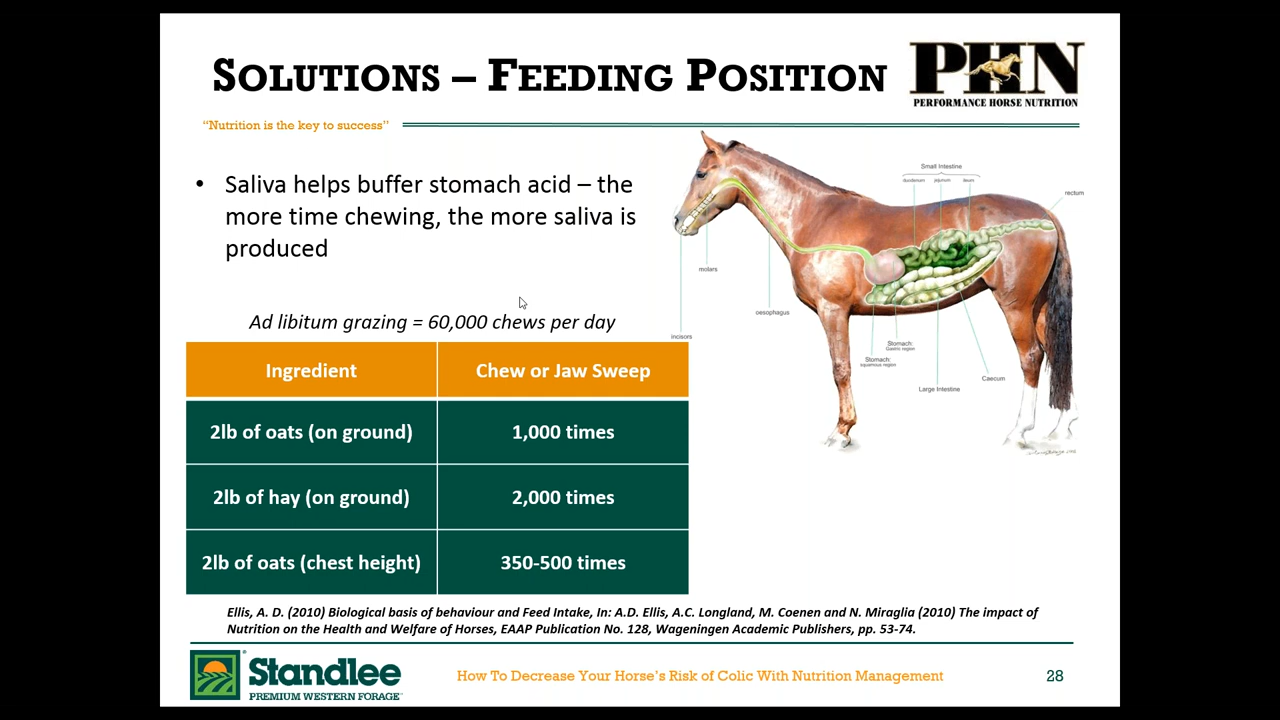 SOLUTIONS – FEEDING POSITION
PHN
PERFORMANCE HORSE NUTRITION
“Nutrition is the key to success”
• Saliva helps buffer stomach acid – the
more time chewing, the more saliva is
produced
Small Intestine
duodenum jejunum ileum
rectum
molars
oesophagus
incisors
Stomach:
Gastric region
Stomach:
squamous region
Large Intestine
Caecum
Ad libitum grazing = 60,000 chews per day
Ingredient Chew or Jaw Sweep
2lb of oats (on ground) 1,000 times
2lb of hay (on ground) 2,000 times
2lb of oats (chest height) 350-500 times
Ellis, A. D. (2010) Biological basis of behaviour and Feed Intake, In: A.D. Ellis, A.C. Longland, M. Coenen and N. Miraglia (2010) The impact of
Nutrition on the Health and Welfare of Horses, EAAP Publication No. 128, Wageningen Academic Publishers, pp. 53-74.
Standlee
PREMIUM WESTERN FORAGE
How To Decrease Your Horse’s Risk of Colic With Nutrition Management
28